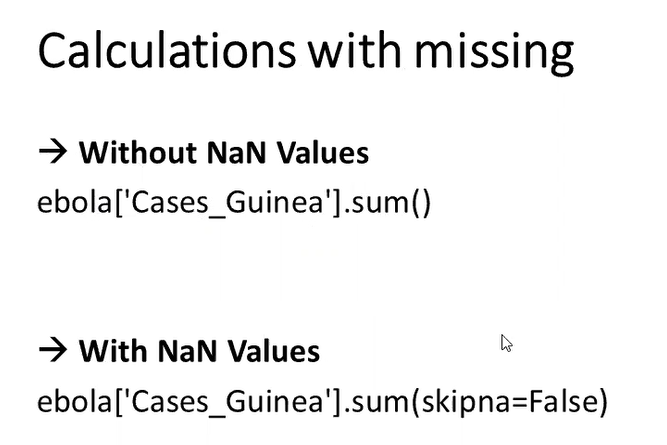 Calculations with missing
→ Without NaN Values
ebola['Cases_Guinea'].sum()
→ With NaN Values
ebola['Cases_Guinea'].sum(skipna=False)